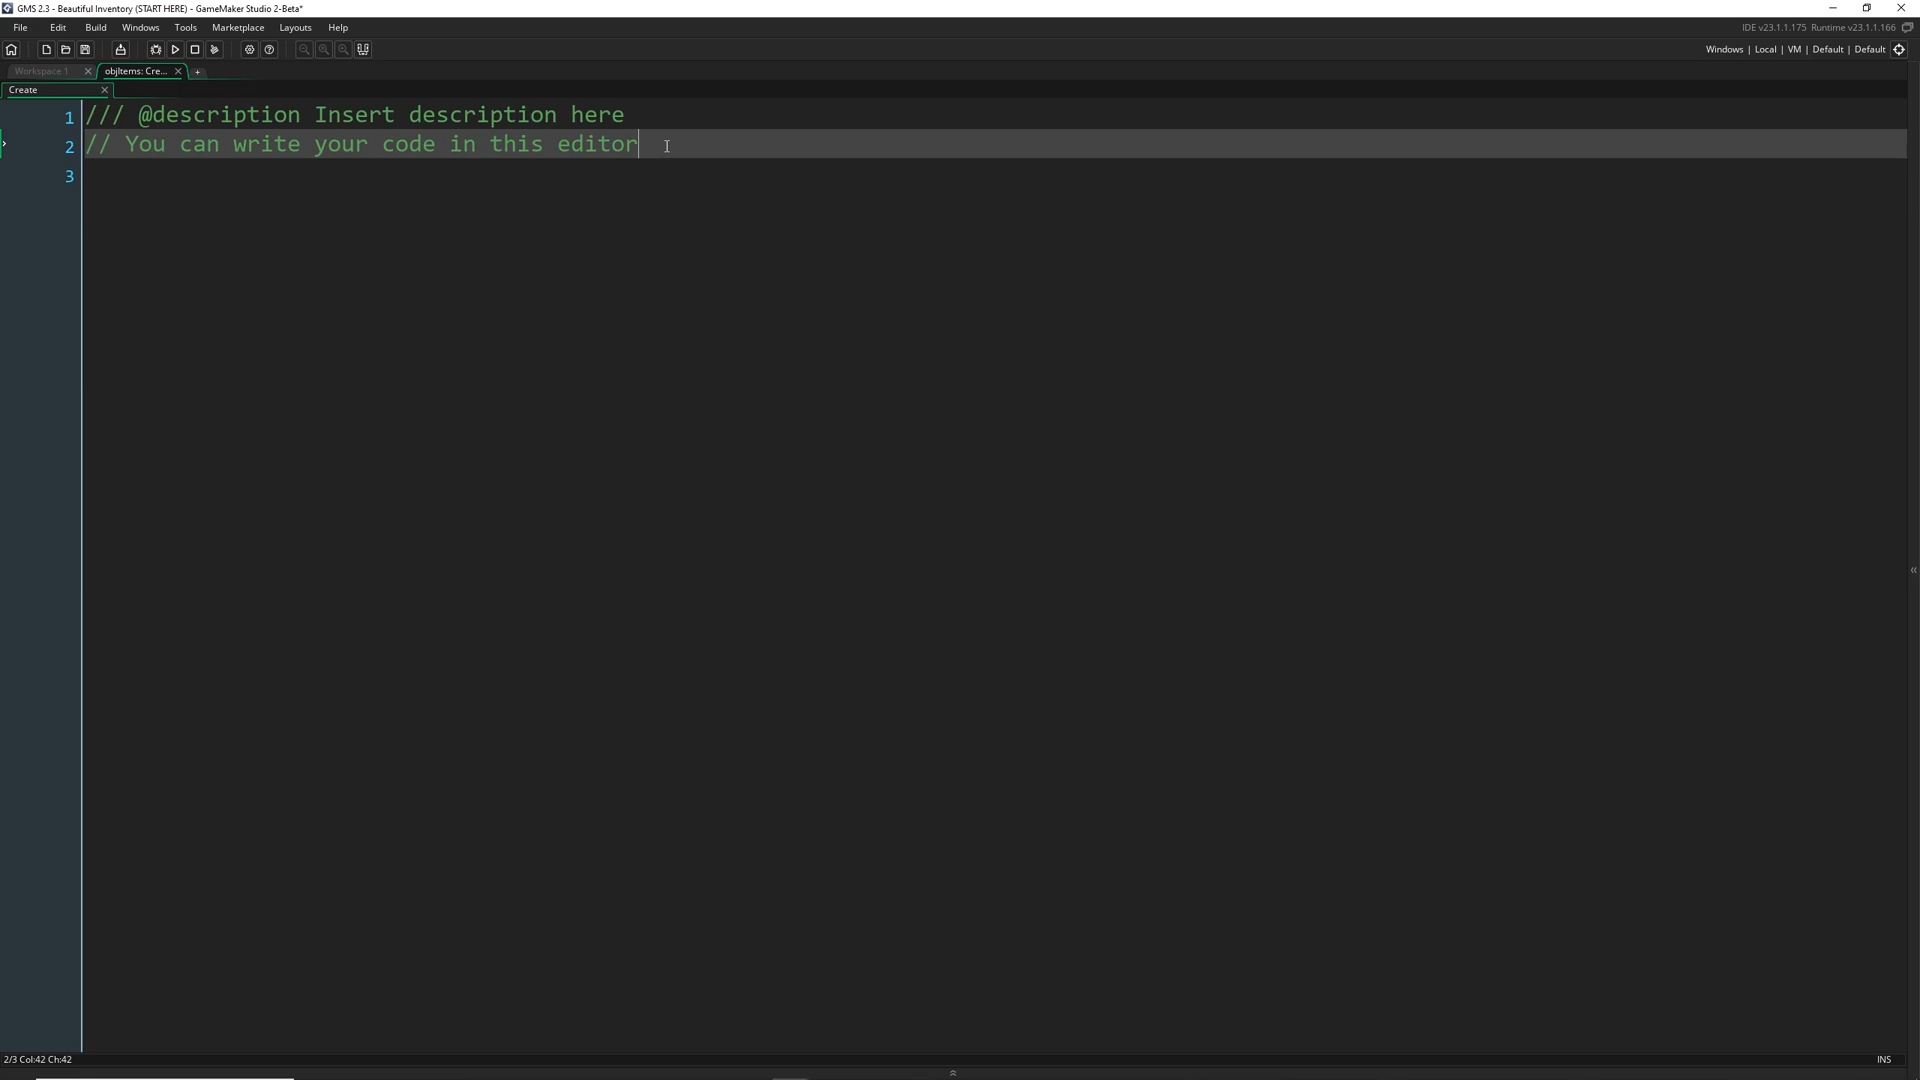 GMS 2.3 - Beautiful Inventory (START HERE) - GameMaker Studio 2-Beta*
File Edit Build Windows Tools Marketplace Layouts Help
IDE v23.1.1.175 Runtime v23.1.1.166
Windows | Local | VM | Default | Default
Workspace 1
objItems: Cre...
Create
1 /// @description Insert description here
2 // You can write your code in this editor
3
2/3 Col:42 Ch:42
INS